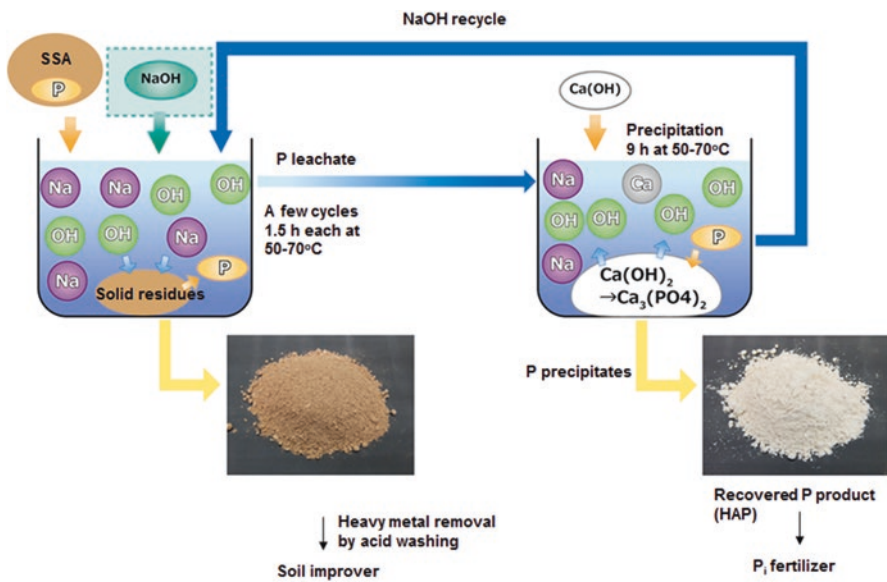 NaOH recycle
SSA
P
NaOH
Ca(OH)
Precipitation
9 h at 50-70°C
P leachate
A few cycles
1.5 h each at
50-70°C
Na
Na
OH
OH
OH
OH
Na
Na
P
Solid residues
Na
Ca
OH
OH
OH
OH
P
Na
Ca(OH)₂
→Ca₃(PO4)₂
P precipitates
Recovered P product
(HAP)
Heavy metal removal
by acid washing
Soil improver
Pᵢ fertilizer